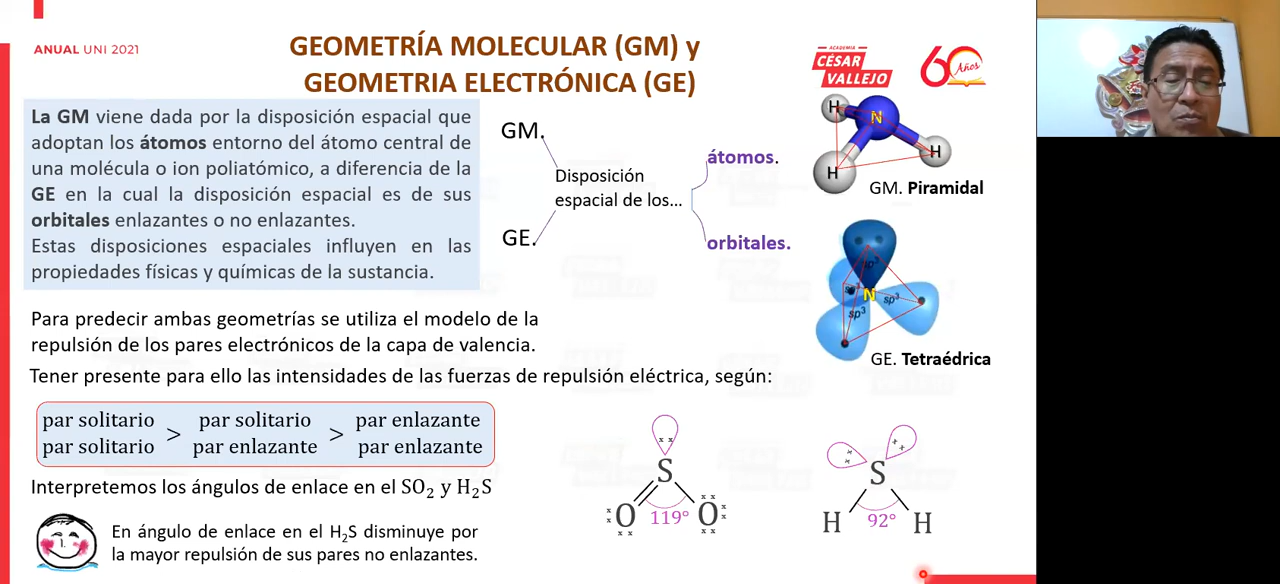 ANUAL UNI 2021
GEOMETRÍA MOLECULAR (GM) y
GEOMETRIA ELECTRÓNICA (GE)
ACADEMIA
CÉSAR
VALLEJO
60 Años
La GM viene dada por la disposición espacial que
adoptan los átomos entorno del átomo central de
una molécula o ion poliatómico, a diferencia de la
GE en la cual la disposición espacial es de sus
orbitales enlazantes o no enlazantes.
Estas disposiciones espaciales influyen en las
propiedades físicas y químicas de la sustancia.
GM.
GE.
Disposición
espacial de los...
átomos.
orbitales.
H N H H
GM. Piramidal
sp³ sp³ N sp³ sp³
GE. Tetraédrica
Para predecir ambas geometrías se utiliza el modelo de la
repulsión de los pares electrónicos de la capa de valencia.
Tener presente para ello las intensidades de las fuerzas de repulsión eléctrica, según:
par solitario > par solitario > par enlazante
par solitario par enlazante par enlazante
Interpretemos los ángulos de enlace en el SO₂ y H₂S
En ángulo de enlace en el H₂S disminuye por
la mayor repulsión de sus pares no enlazantes.
x x
S
O 119° O
S
H 92° H